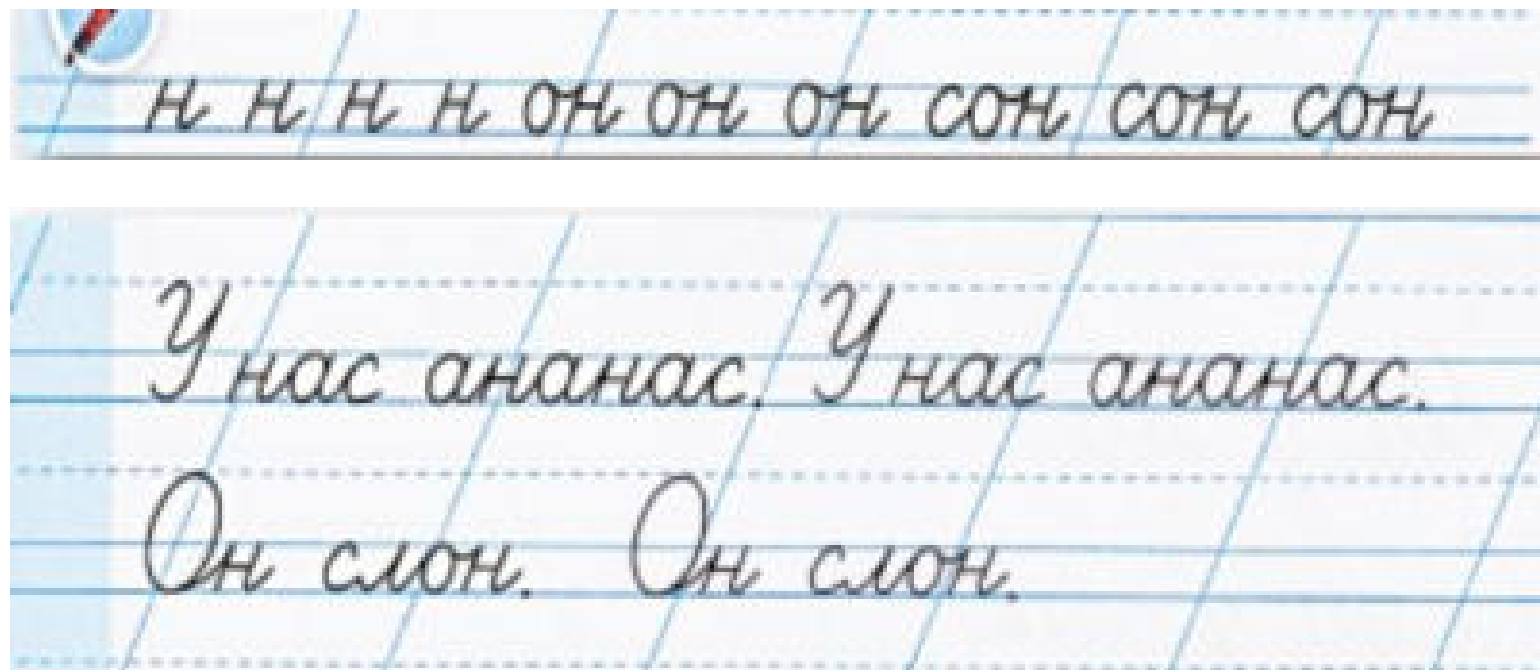 н н н н он он он сон сон сон
У нас ананас. У нас ананас.
Он слон. Он слон.